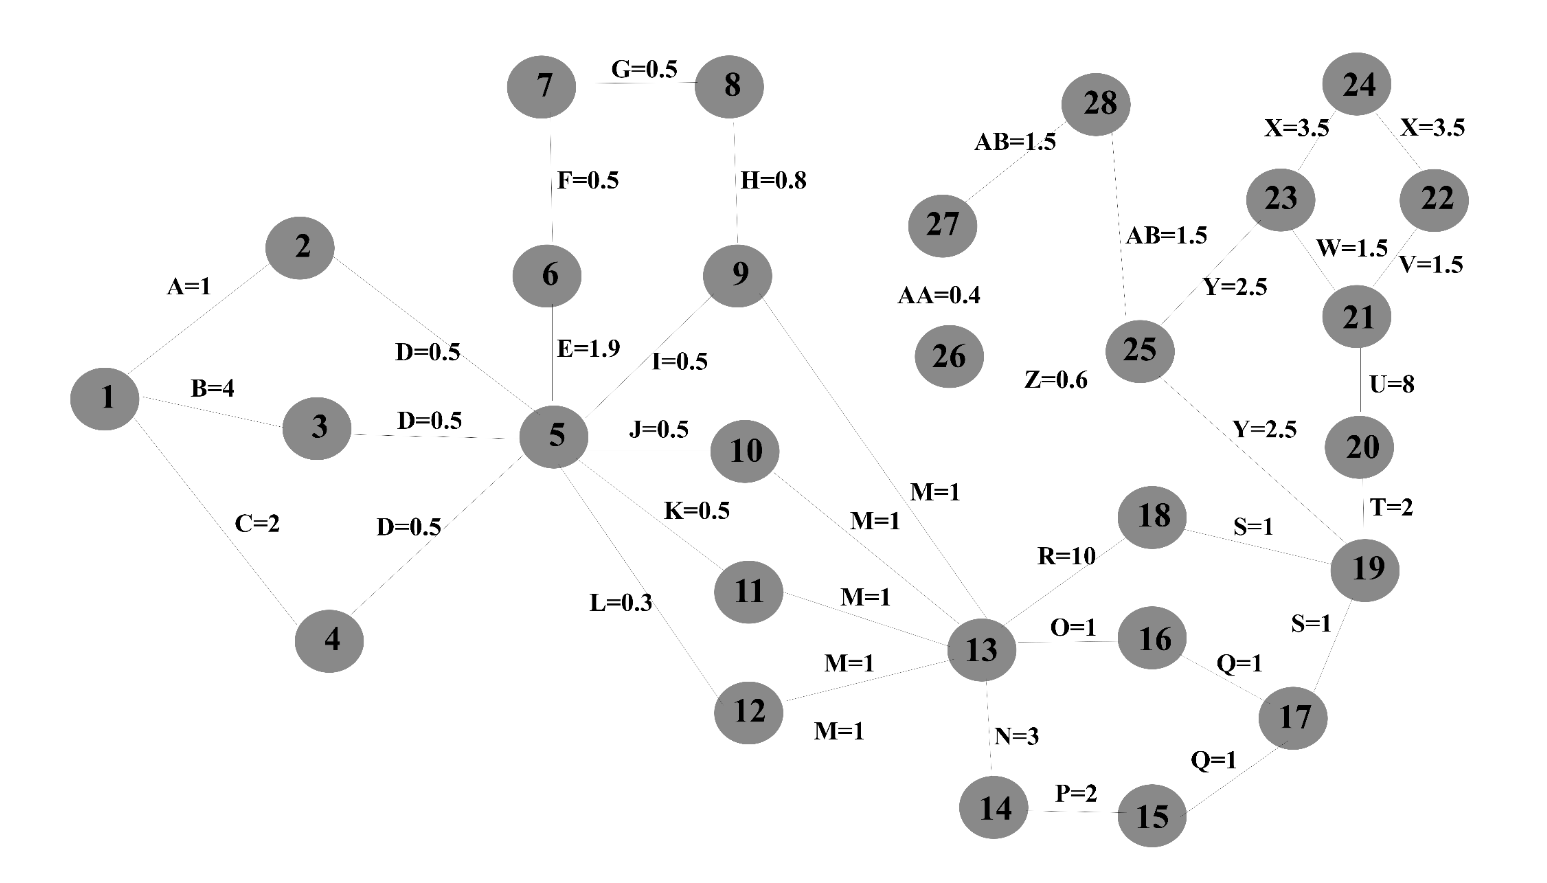 7
G=0.5
8
28
24
X=3.5
X=3.5
AB=1.5
F=0.5
H=0.8
23
22
27
2
AB=1.5
W=1.5
V=1.5
6
9
A=1
Y=2.5
AA=0.4
21
E=1.9
I=0.5
D=0.5
26
25
Z=0.6
U=8
1
B=4
3
D=0.5
5
J=0.5
10
Y=2.5
20
M=1
K=0.5
M=1
18
T=2
C=2
D=0.5
S=1
R=10
19
11
L=0.3
M=1
4
13
O=1
16
S=1
M=1
Q=1
12
M=1
17
N=3
Q=1
14
P=2
15